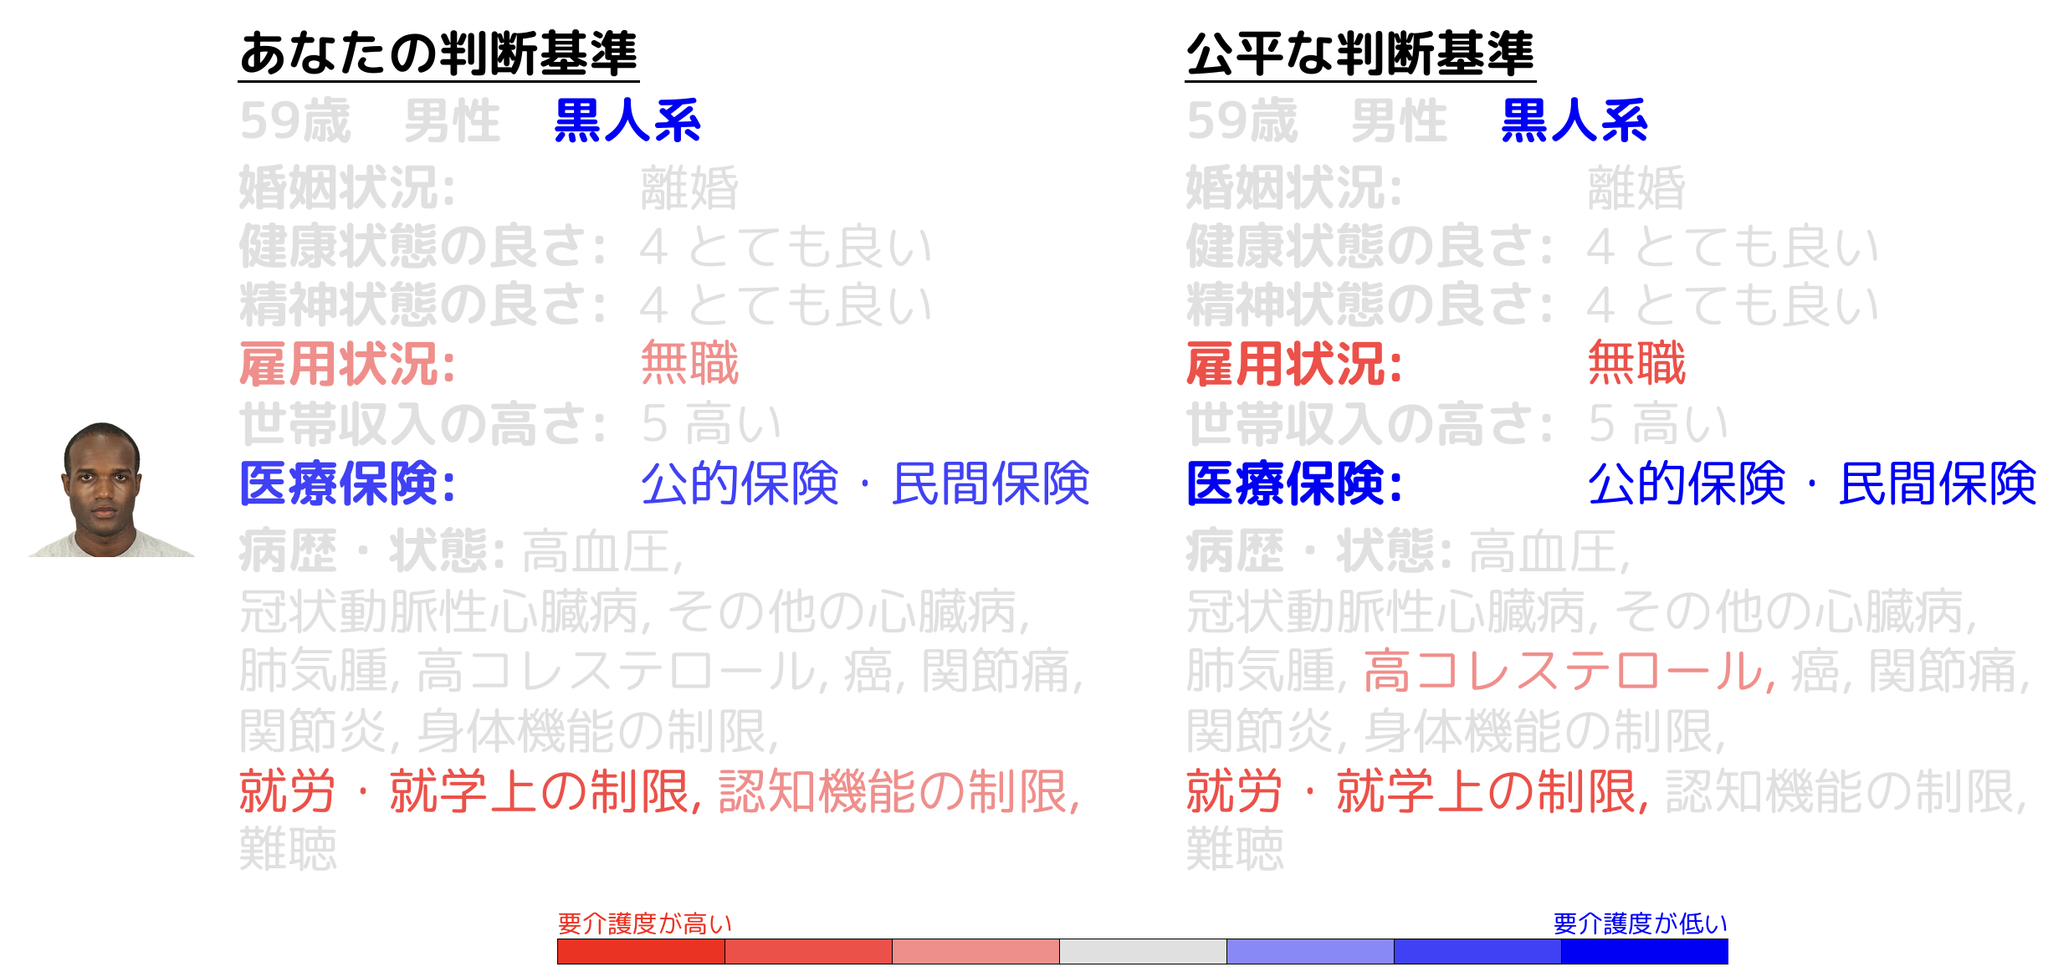 あなたの判断基準
59歳　男性　黒人系
婚姻状況: 離婚
健康状態の良さ: 4 とても良い
精神状態の良さ: 4 とても良い
雇用状況: 無職
世帯収入の高さ: 5 高い
医療保険: 公的保険・民間保険
病歴・状態: 高血圧,
冠状動脈性心臓病, その他の心臓病,
肺気腫, 高コレステロール, 癌, 関節痛,
関節炎, 身体機能の制限,
就労・就学上の制限, 認知機能の制限,
難聴
公平な判断基準
59歳　男性　黒人系
婚姻状況: 離婚
健康状態の良さ: 4 とても良い
精神状態の良さ: 4 とても良い
雇用状況: 無職
世帯収入の高さ: 5 高い
医療保険: 公的保険・民間保険
病歴・状態: 高血圧,
冠状動脈性心臓病, その他の心臓病,
肺気腫, 高コレステロール, 癌, 関節痛,
関節炎, 身体機能の制限,
就労・就学上の制限, 認知機能の制限,
難聴
要介護度が高い
要介護度が低い